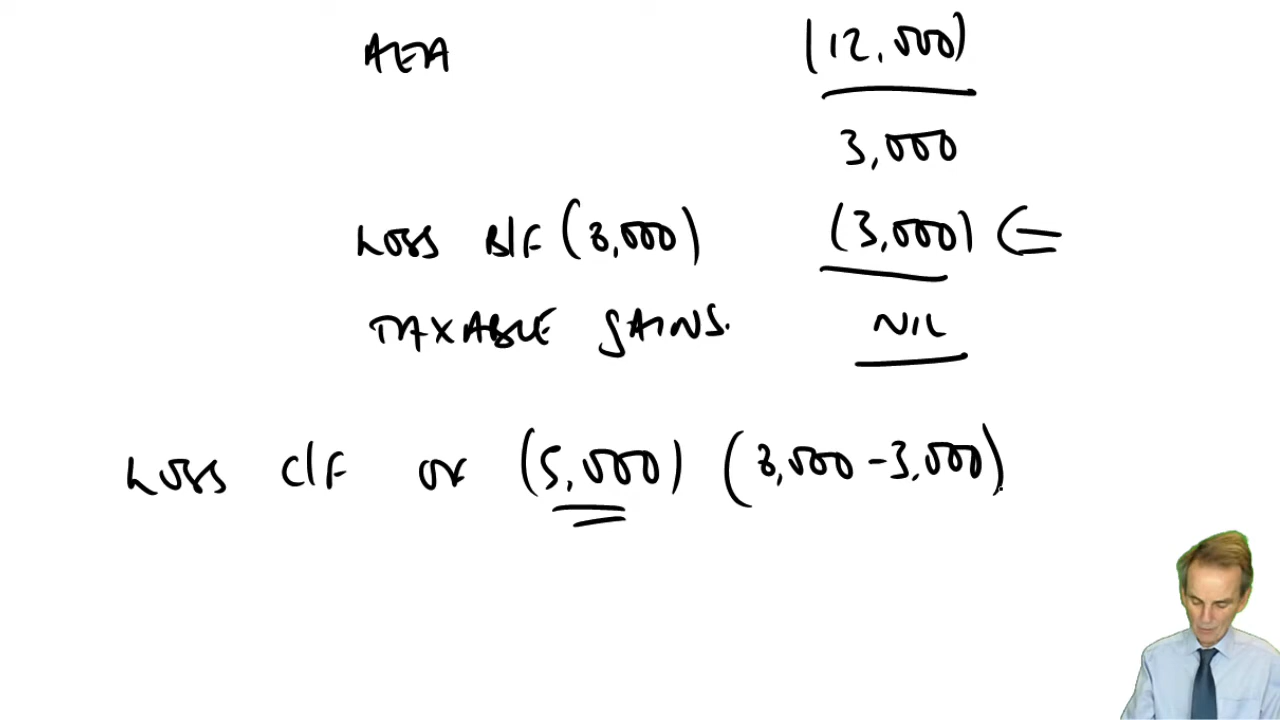 AEA (12,000)
3,000
LOSS B/F (8,000) (3,000) <=
TAXABLE GAINS. NIL
LOSS C/F OF (5,000) (8,000 - 3,000)